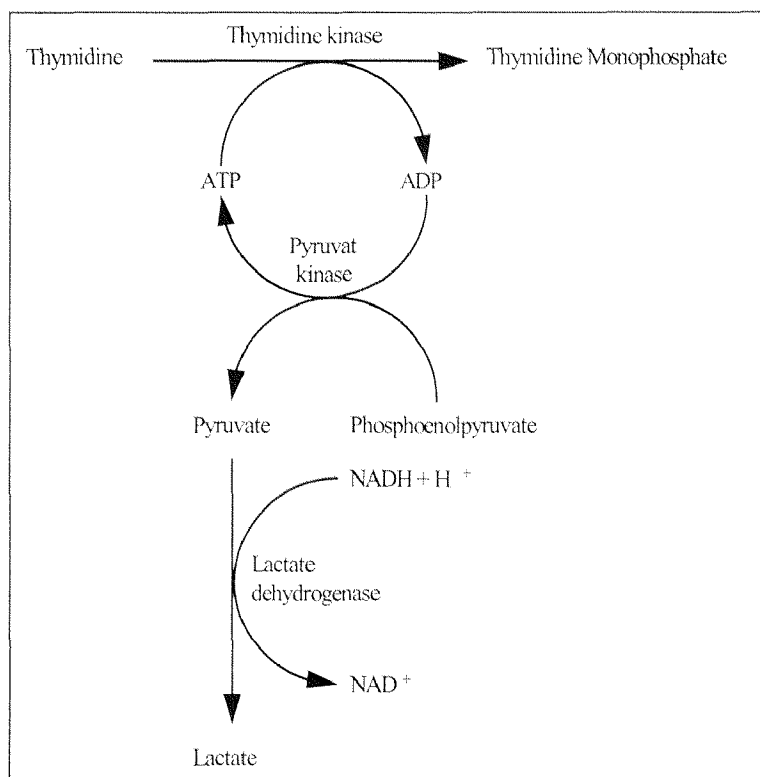 Thymidine kinase
Thymidine
Thymidine Monophosphate
ATP
ADP
Pyruvat
kinase
Pyruvate
Phosphoenolpyruvate
NADH + H +
Lactate
dehydrogenase
NAD +
Lactate